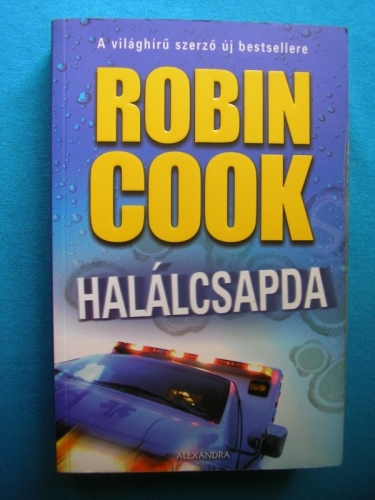 A világhírű szerző új bestsellere
ROBIN
COOK
HALÁLCSAPDA
ALEXANDRA